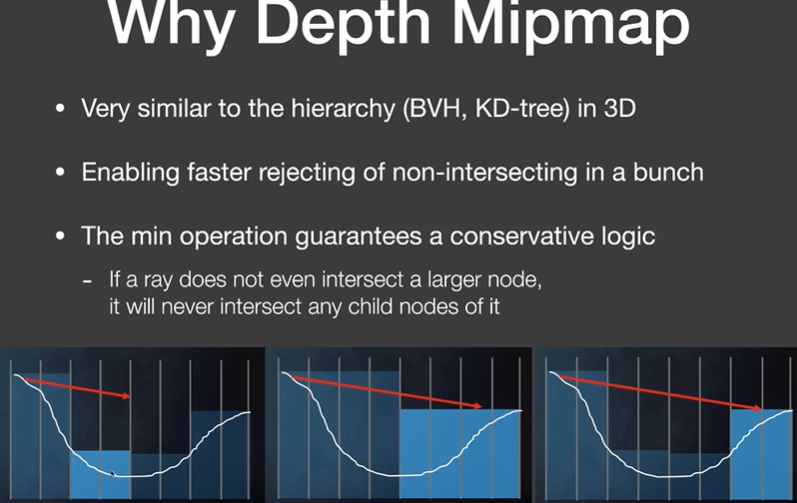 Why Depth Mipmap
• Very similar to the hierarchy (BVH, KD-tree) in 3D
• Enabling faster rejecting of non-intersecting in a bunch
• The min operation guarantees a conservative logic
- If a ray does not even intersect a larger node,
it will never intersect any child nodes of it